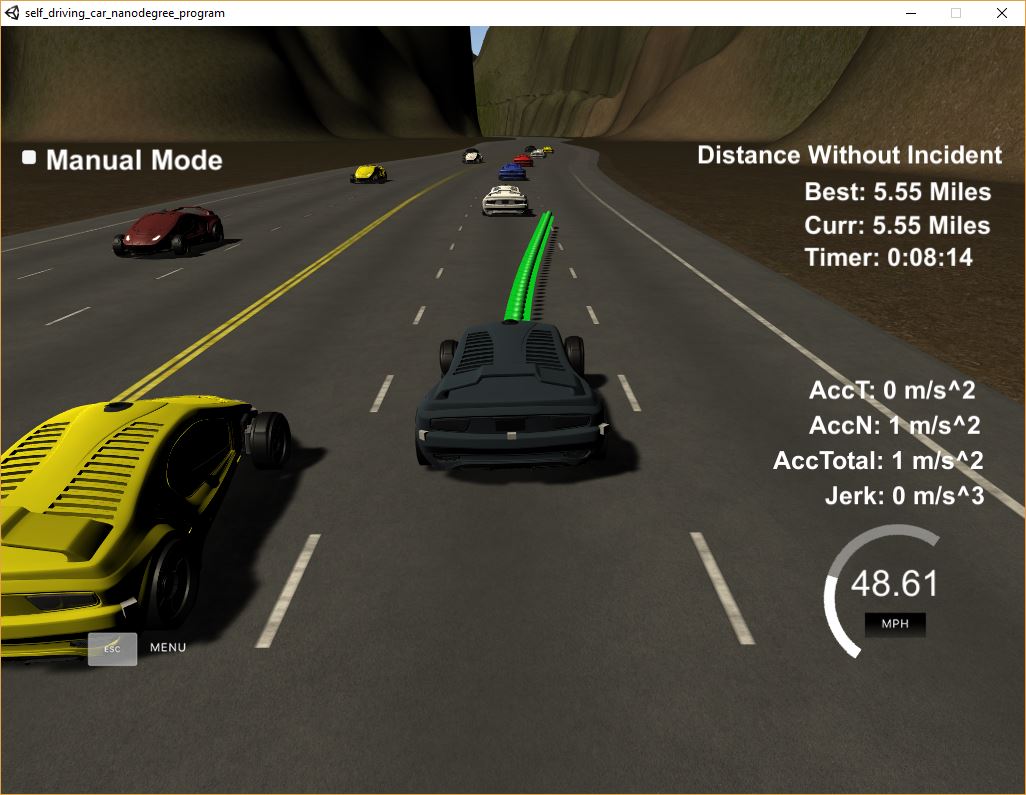 self_driving_car_nanodegree_program
Manual Mode
Distance Without Incident
Best: 5.55 Miles
Curr: 5.55 Miles
Timer: 0:08:14
AccT: 0 m/s^2
AccN: 1 m/s^2
AccTotal: 1 m/s^2
Jerk: 0 m/s^3
48.61
MPH
ESC MENU